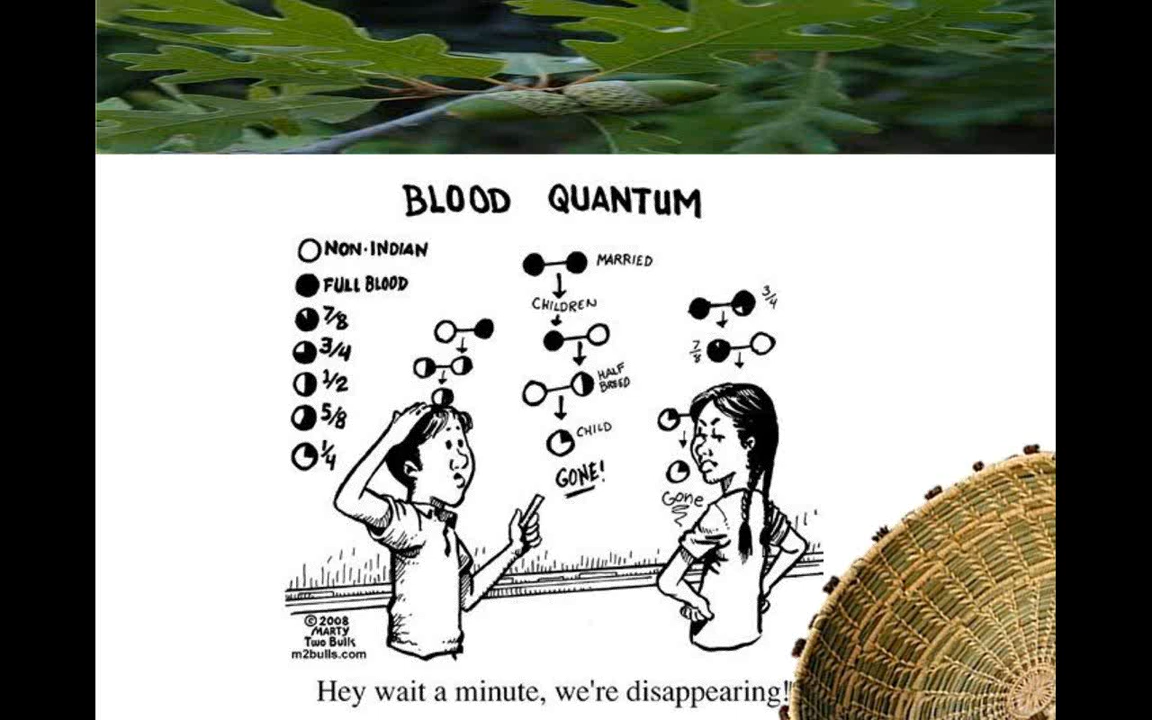 BLOOD QUANTUM
NON-INDIAN
FULL BLOOD
7/8
3/4
1/2
5/8
1/4
MARRIED
CHILDREN
HALF
BREED
CHILD
GONE!
3/4
7/8
Gone
© 2008
MARTY
Two Bulls
m2bulls.com
Hey wait a minute, we're disappearing!